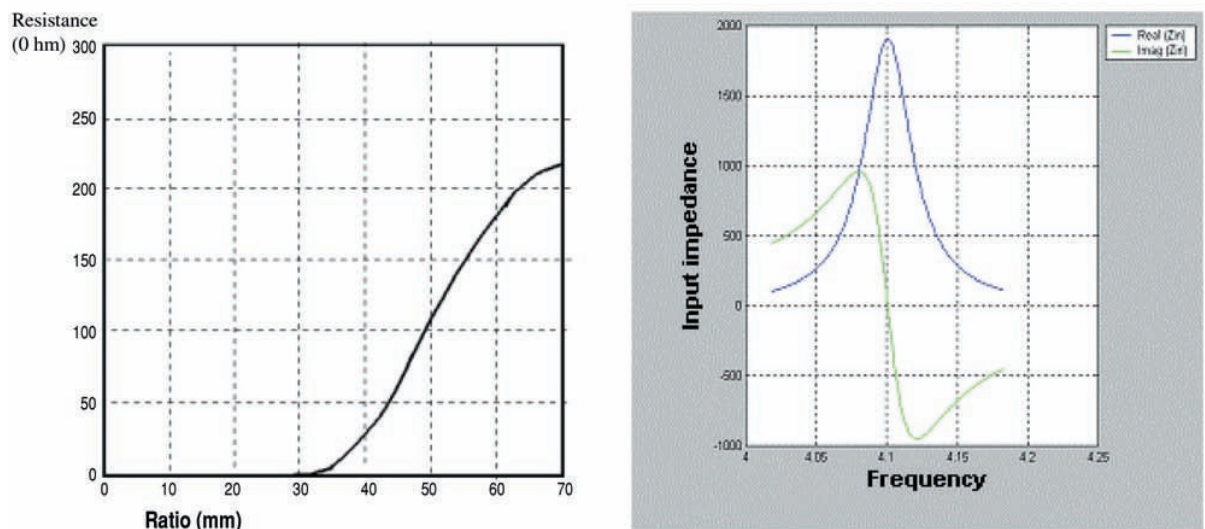 Resistance
(0 hm)
300
250
200
150
100
50
0
0 10 20 30 40 50 60 70
Ratio (mm)
2000
1500
1000
500
0
-500
-1000
4 4.05 4.1 4.15 4.2 4.25
Input impedance
Frequency
Real (Zin)
Imag (Zin)